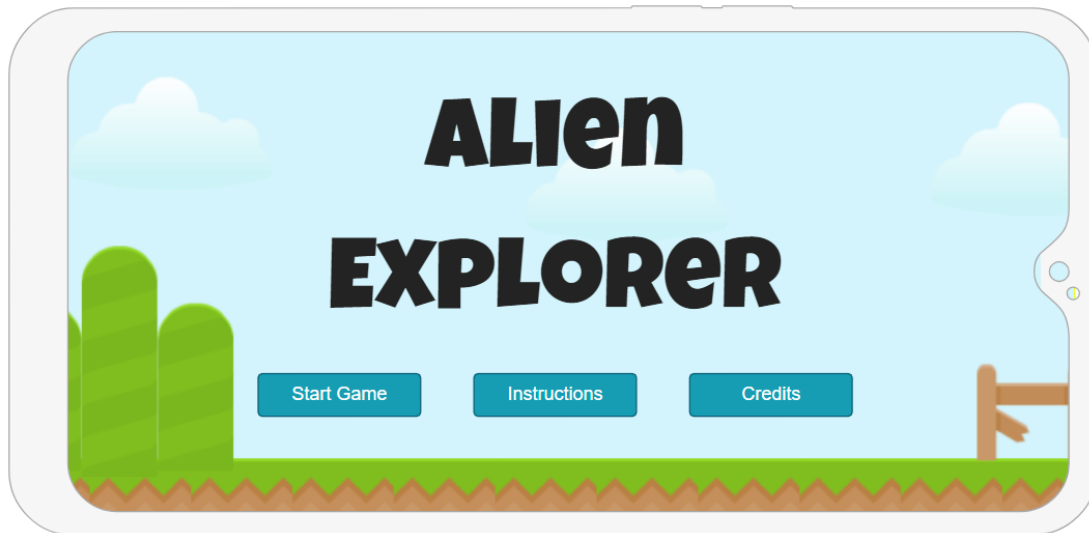 ALIen
EXPLOReR
Start Game
Instructions
Credits